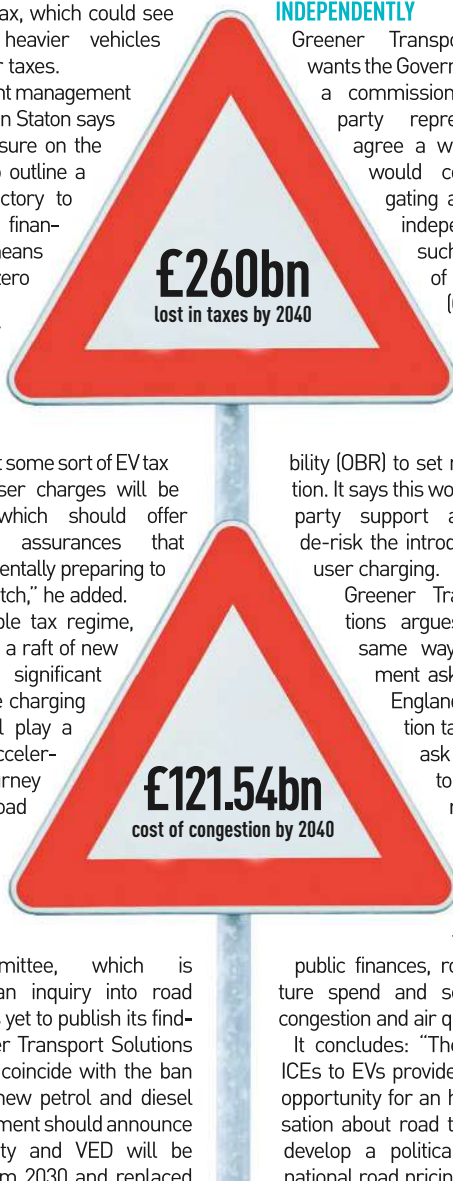 ax, which could see
heavier vehicles
r taxes.
nt management
n Staton says
sure on the
outline a
ctory to
finan-
neans
zero
£260bn
lost in taxes by 2040
t some sort of EV tax
ser charges will be
which should offer
assurances that
entally preparing to
tch," he added.
ble tax regime,
a raft of new
significant
e charging
l play a
cceler-
urney
oad
£121.54bn
cost of congestion by 2040
mittee, which is
an inquiry into road
yet to publish its find-
er Transport Solutions
coincide with the ban
new petrol and diesel
ment should announce
ty and VED will be
m 2030 and replaced
INDEPENDENTLY
Greener Transpo
wants the Govern
a commission
party repre
agree a w
would co
gating a
indepe
such
of
bility (OBR) to set r
tion. It says this wo
party support a
de-risk the introd
user charging.
Greener Tra
tions argues
same way
ment ask
England
tion ta
ask
to
public finances, ro
ture spend and s
congestion and air q
It concludes: "The
ICEs to EVs provide
opportunity for an h
sation about road t
develop a politica
national road pricing